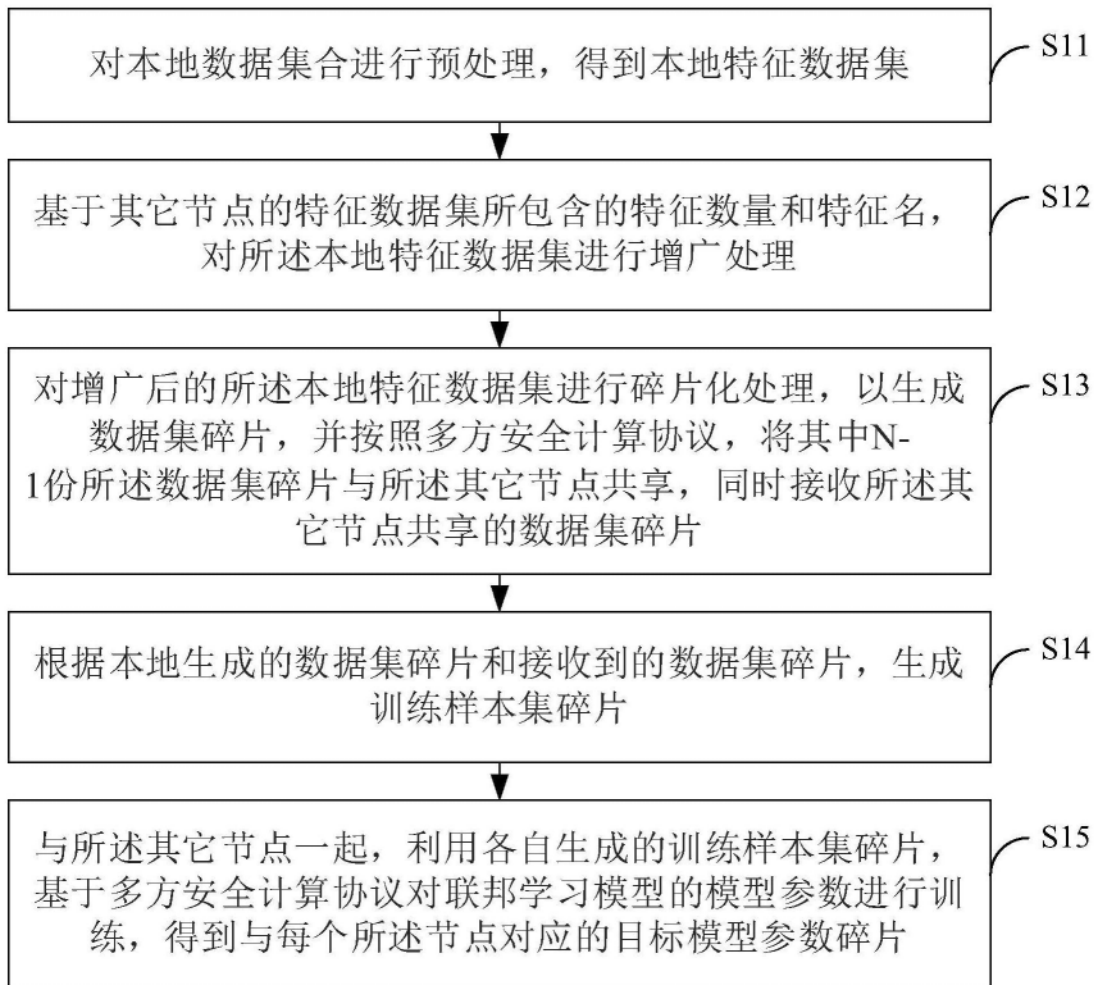 对本地数据集合进行预处理，得到本地特征数据集
S11
基于其它节点的特征数据集所包含的特征数量和特征名，
对所述本地特征数据集进行增广处理
S12
对增广后的所述本地特征数据集进行碎片化处理，以生成
数据集碎片，并按照多方安全计算协议，将其中N-
1份所述数据集碎片与所述其它节点共享，同时接收所述其
它节点共享的数据集碎片
S13
根据本地生成的数据集碎片和接收到的数据集碎片，生成
训练样本集碎片
S14
与所述其它节点一起，利用各自生成的训练样本集碎片，
基于多方安全计算协议对联邦学习模型的模型参数进行训
练，得到与每个所述节点对应的目标模型参数碎片
S15